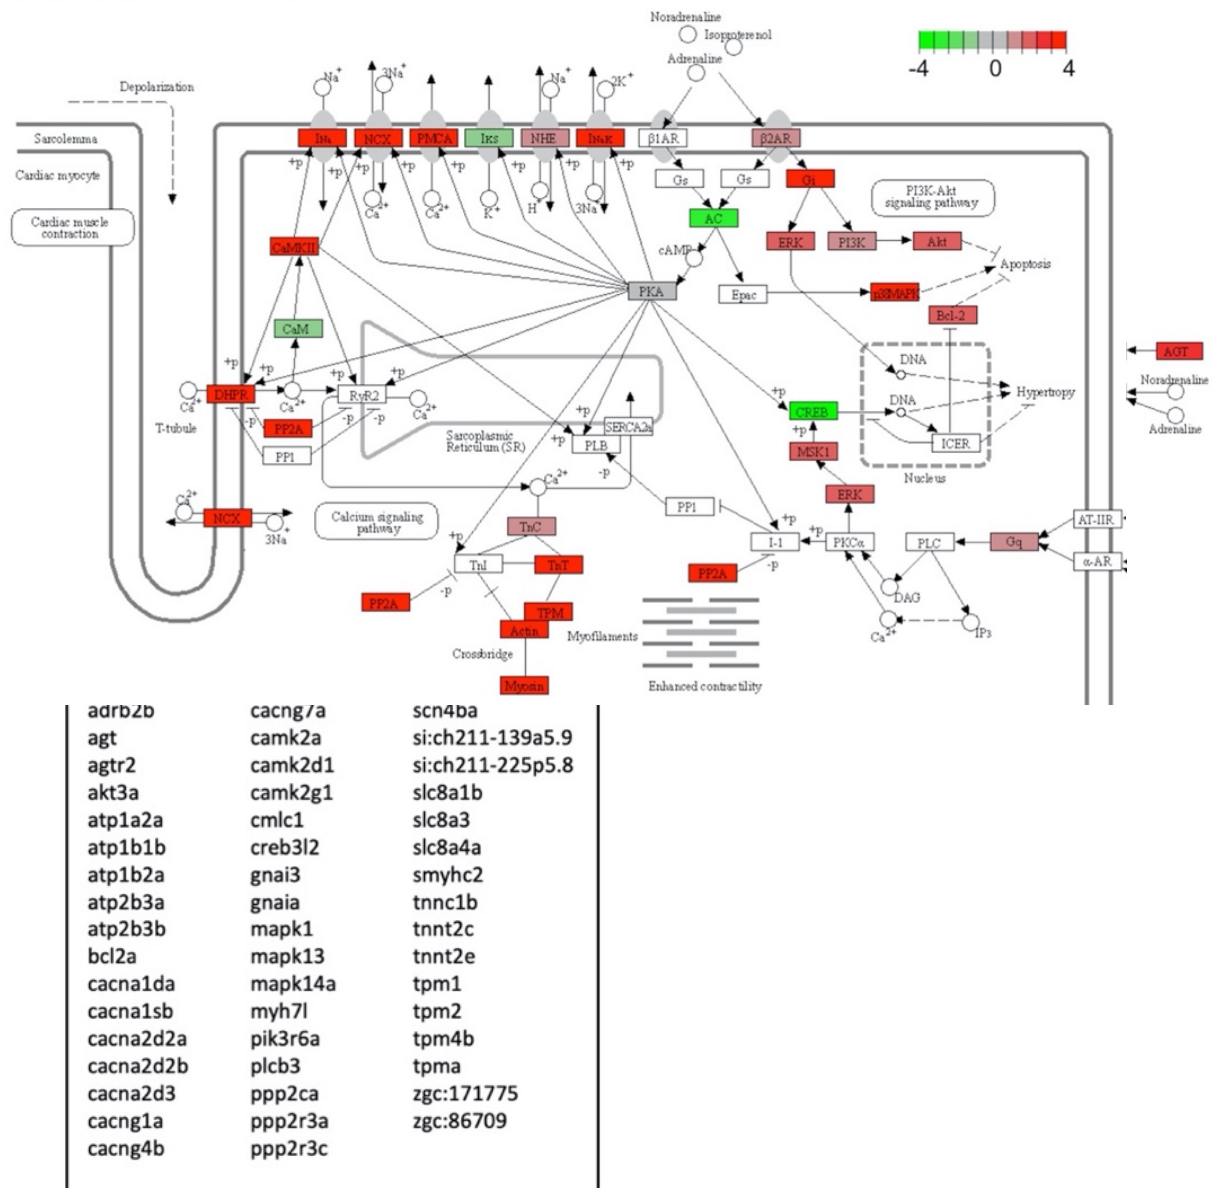 Noradrenaline
Isoproterenol
Adrenaline
-4 0 4
Depolarization
Na+ 3Na+ Na+ 2K+
Sarcolemma
INa NCX PMCA IKS NHE INaK β1AR β2AR
+p +p +p +p +p +p +p
Cardiac myocyte
Ca2+ Ca2+ K+ H+ 3Na+
Gs Gs Gi
PI3K-Akt
signaling pathway
Cardiac muscle
contraction
AC
CaMKII
cAMP
ERK PI3K Akt
Apoptosis
PKA Epac p38MAPK
Bcl-2
CaM
DNA
AGT
+p +p +p +p
Noradrenaline
Ca2+ DHPR Ca2+ RyR2 Ca2+
+p
Hypertropy
CREB DNA
Adrenaline
T-tubule
-p PP2A -p -p
+p SERCA2a
+p
ICER
PP1
Sarcoplasmic
Reticulum (SR)
+p PLB
MSK1
-p
Nucleus
Ca2+
ERK
Ca2+
NCX
3Na+
Calcium signaling
pathway
TnC
PP1
+p
AT-IIR
+p TnI TnT
I-1 +p PKCα PLC Gq
α-AR
PP2A -p
PP2A -p
DAG
TPM
Actin Myofilaments
Ca2+ IP3
Crossbridge
Myosin Enhanced contractility
adrb2b cacng7a scn4ba
agt camk2a si:ch211-139a5.9
agtr2 camk2d1 si:ch211-225p5.8
akt3a camk2g1 slc8a1b
atp1a2a cmlc1 slc8a3
atp1b1b creb3l2 slc8a4a
atp1b2a gnai3 smyhc2
atp2b3a gnaia tnnc1b
atp2b3b mapk1 tnnt2c
bcl2a mapk13 tnnt2e
cacna1da mapk14a tpm1
cacna1sb myh7l tpm2
cacna2d2a pik3r6a tpm4b
cacna2d2b plcb3 tpma
cacna2d3 ppp2ca zgc:171775
cacng1a ppp2r3a zgc:86709
cacng4b ppp2r3c